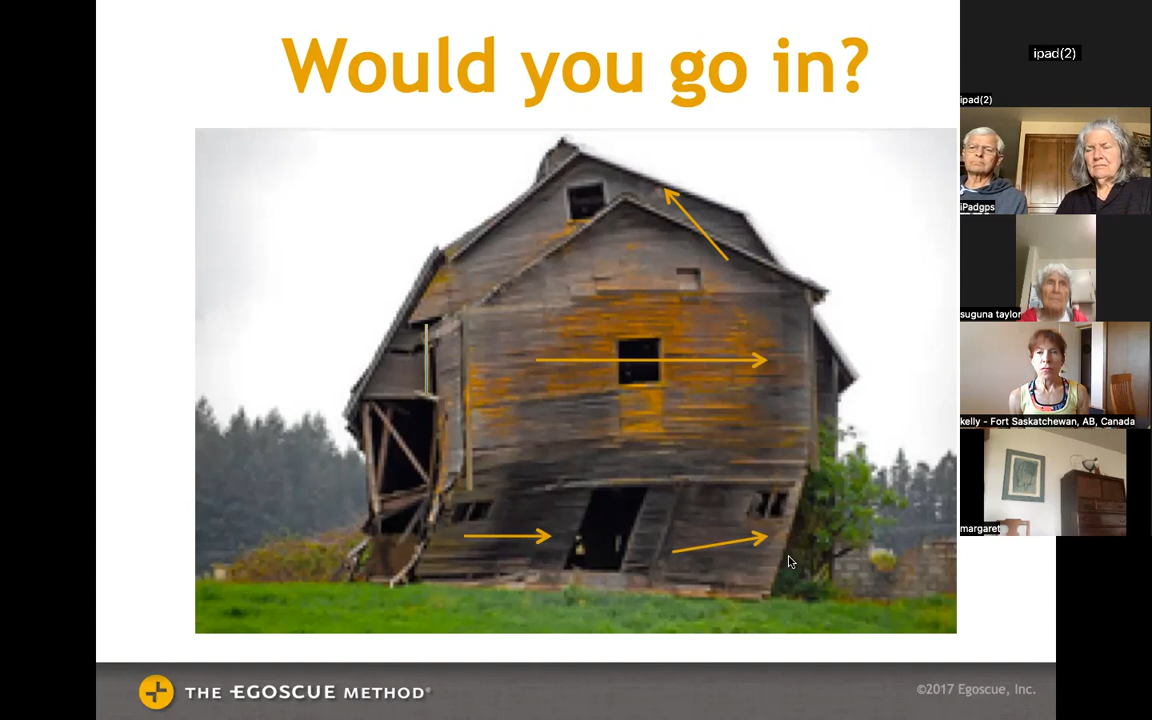 Would you go in?
ipad(2)
ipad(2)
iPadgps
suguna taylor
kelly - Fort Saskatchewan, AB, Canada
margaret
THE EGOSCUE METHOD®
©2017 Egoscue, Inc.